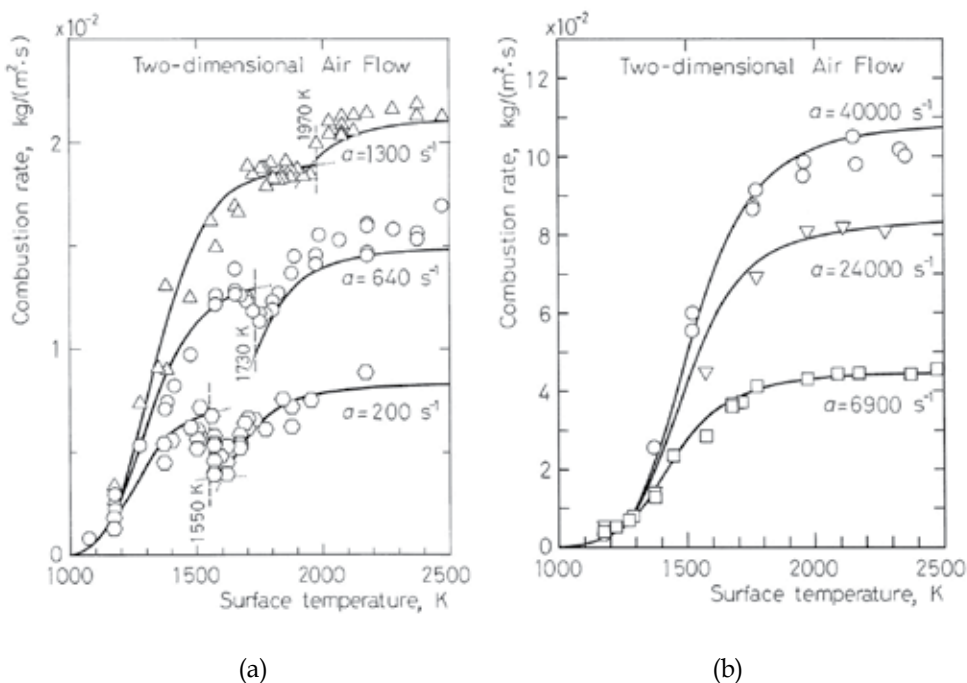 ×10⁻²
Two-dimensional Air Flow
Combustion rate, kg/(m²·s)
2
1
0
a=1300 s⁻¹
1970 K
a=640 s⁻¹
1730 K
a=200 s⁻¹
1550 K
1000 1500 2000 2500
Surface temperature, K
(a)
×10⁻²
Two-dimensional Air Flow
Combustion rate, kg/(m²·s)
12
10
8
6
4
2
0
a=40000 s⁻¹
a=24000 s⁻¹
a=6900 s⁻¹
1000 1500 2000 2500
Surface temperature, K
(b)